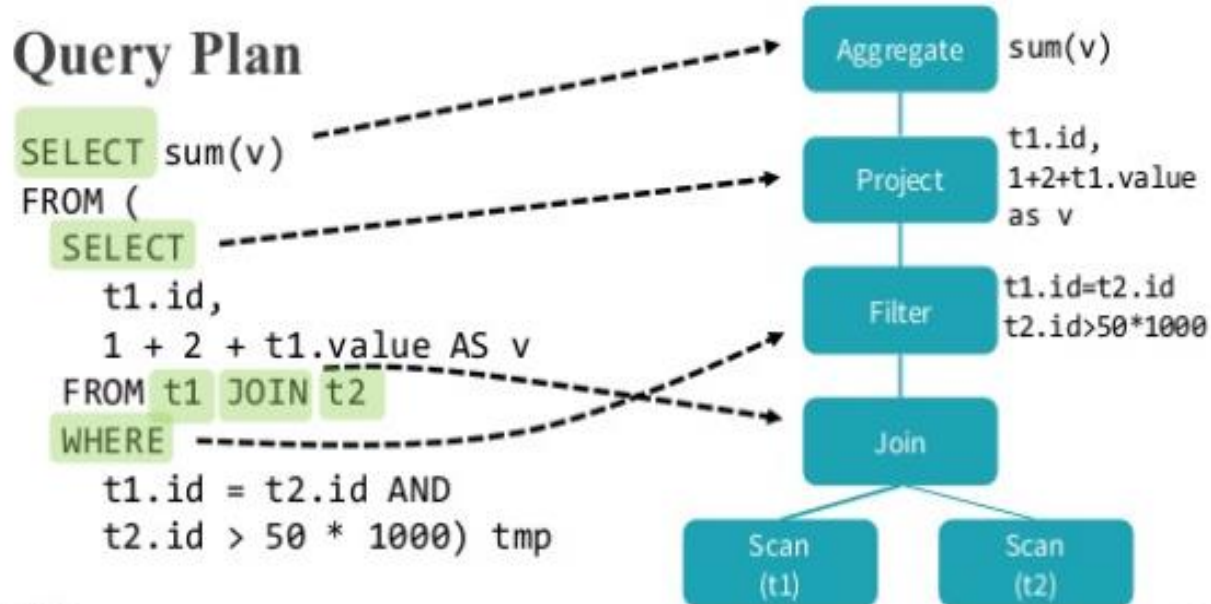 Query Plan
SELECT sum(v)
FROM (
SELECT
t1.id,
1 + 2 + t1.value AS v
FROM t1 JOIN t2
WHERE
t1.id = t2.id AND
t2.id > 50 * 1000) tmp
Aggregate
sum(v)
Project
t1.id,
1+2+t1.value
as v
Filter
t1.id=t2.id
t2.id>50*1000
Join
Scan
(t1)
Scan
(t2)